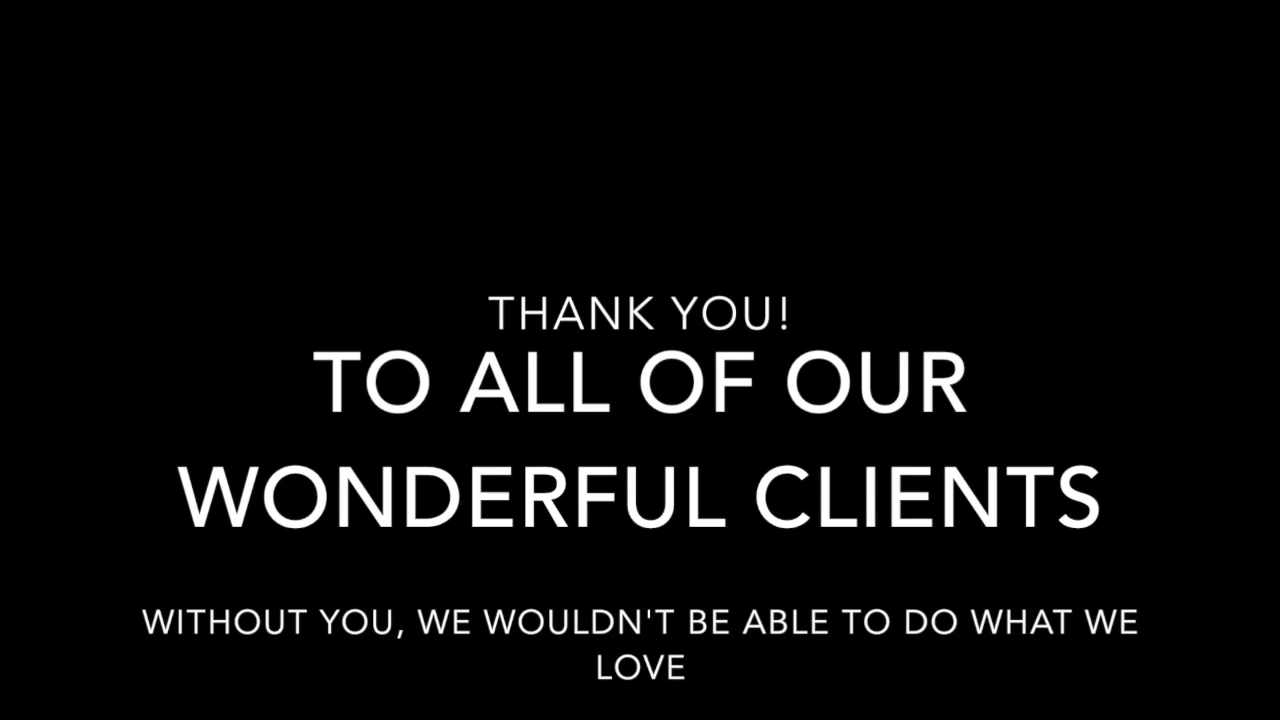 THANK YOU!
TO ALL OF OUR
WONDERFUL CLIENTS
WITHOUT YOU, WE WOULDN'T BE ABLE TO DO WHAT WE
LOVE